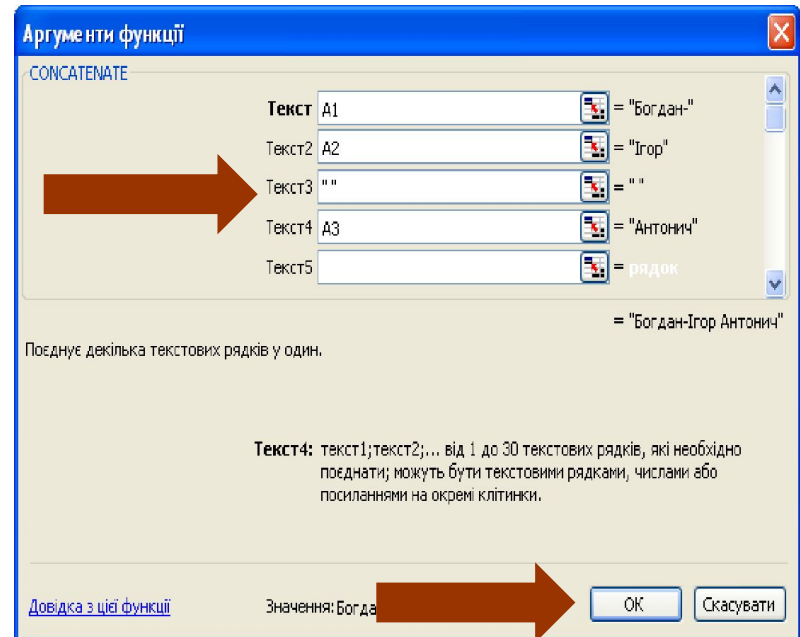 Аргументи функції
CONCATENATE
Текст A1 = "Богдан-"
Текст2 A2 = "Ігор"
Текст3 " " = " "
Текст4 A3 = "Антонич"
Текст5 = рядок
= "Богдан-Ігор Антонич"
Поєднує декілька текстових рядків у один.
Текст4: текст1;текст2;... від 1 до 30 текстових рядків, які необхідно
поєднати; можуть бути текстовими рядками, числами або
посиланнями на окремі клітинки.
Довідка з цієї функції Значення: Богда ОК Скасувати